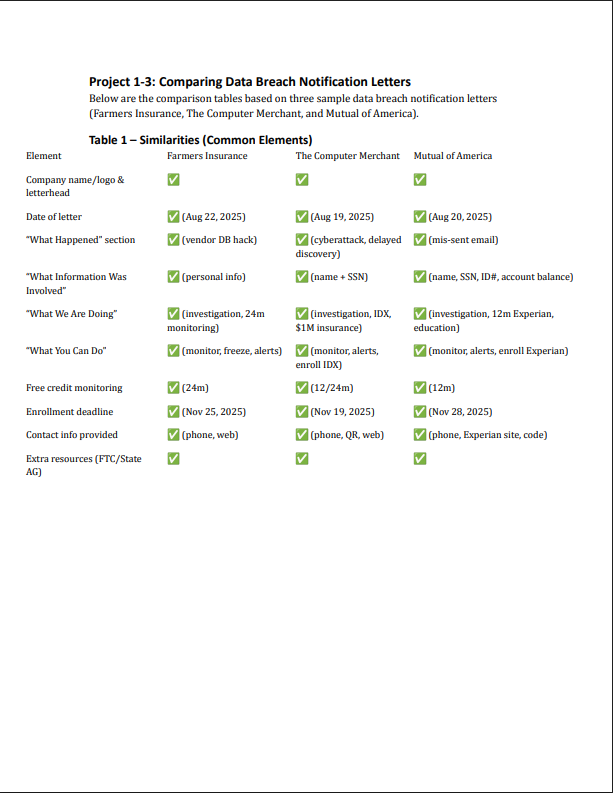 Project 1-3: Comparing Data Breach Notification Letters
Below are the comparison tables based on three sample data breach notification letters
(Farmers Insurance, The Computer Merchant, and Mutual of America).
Table 1 – Similarities (Common Elements)
Element Farmers Insurance The Computer Merchant Mutual of America
Company name/logo & ✅ ✅ ✅
letterhead
Date of letter ✅ (Aug 22, 2025) ✅ (Aug 19, 2025) ✅ (Aug 20, 2025)
“What Happened” section ✅ (vendor DB hack) ✅ (cyberattack, delayed ✅ (mis-sent email)
discovery)
“What Information Was ✅ (personal info) ✅ (name + SSN) ✅ (name, SSN, ID#, account balance)
Involved”
“What We Are Doing” ✅ (investigation, 24m ✅ (investigation, IDX, ✅ (investigation, 12m Experian,
monitoring) $1M insurance) education)
“What You Can Do” ✅ (monitor, freeze, alerts) ✅ (monitor, alerts, ✅ (monitor, alerts, enroll Experian)
enroll IDX)
Free credit monitoring ✅ (24m) ✅ (12/24m) ✅ (12m)
Enrollment deadline ✅ (Nov 25, 2025) ✅ (Nov 19, 2025) ✅ (Nov 28, 2025)
Contact info provided ✅ (phone, web) ✅ (phone, QR, web) ✅ (phone, Experian site, code)
Extra resources (FTC/State ✅ ✅ ✅
AG)